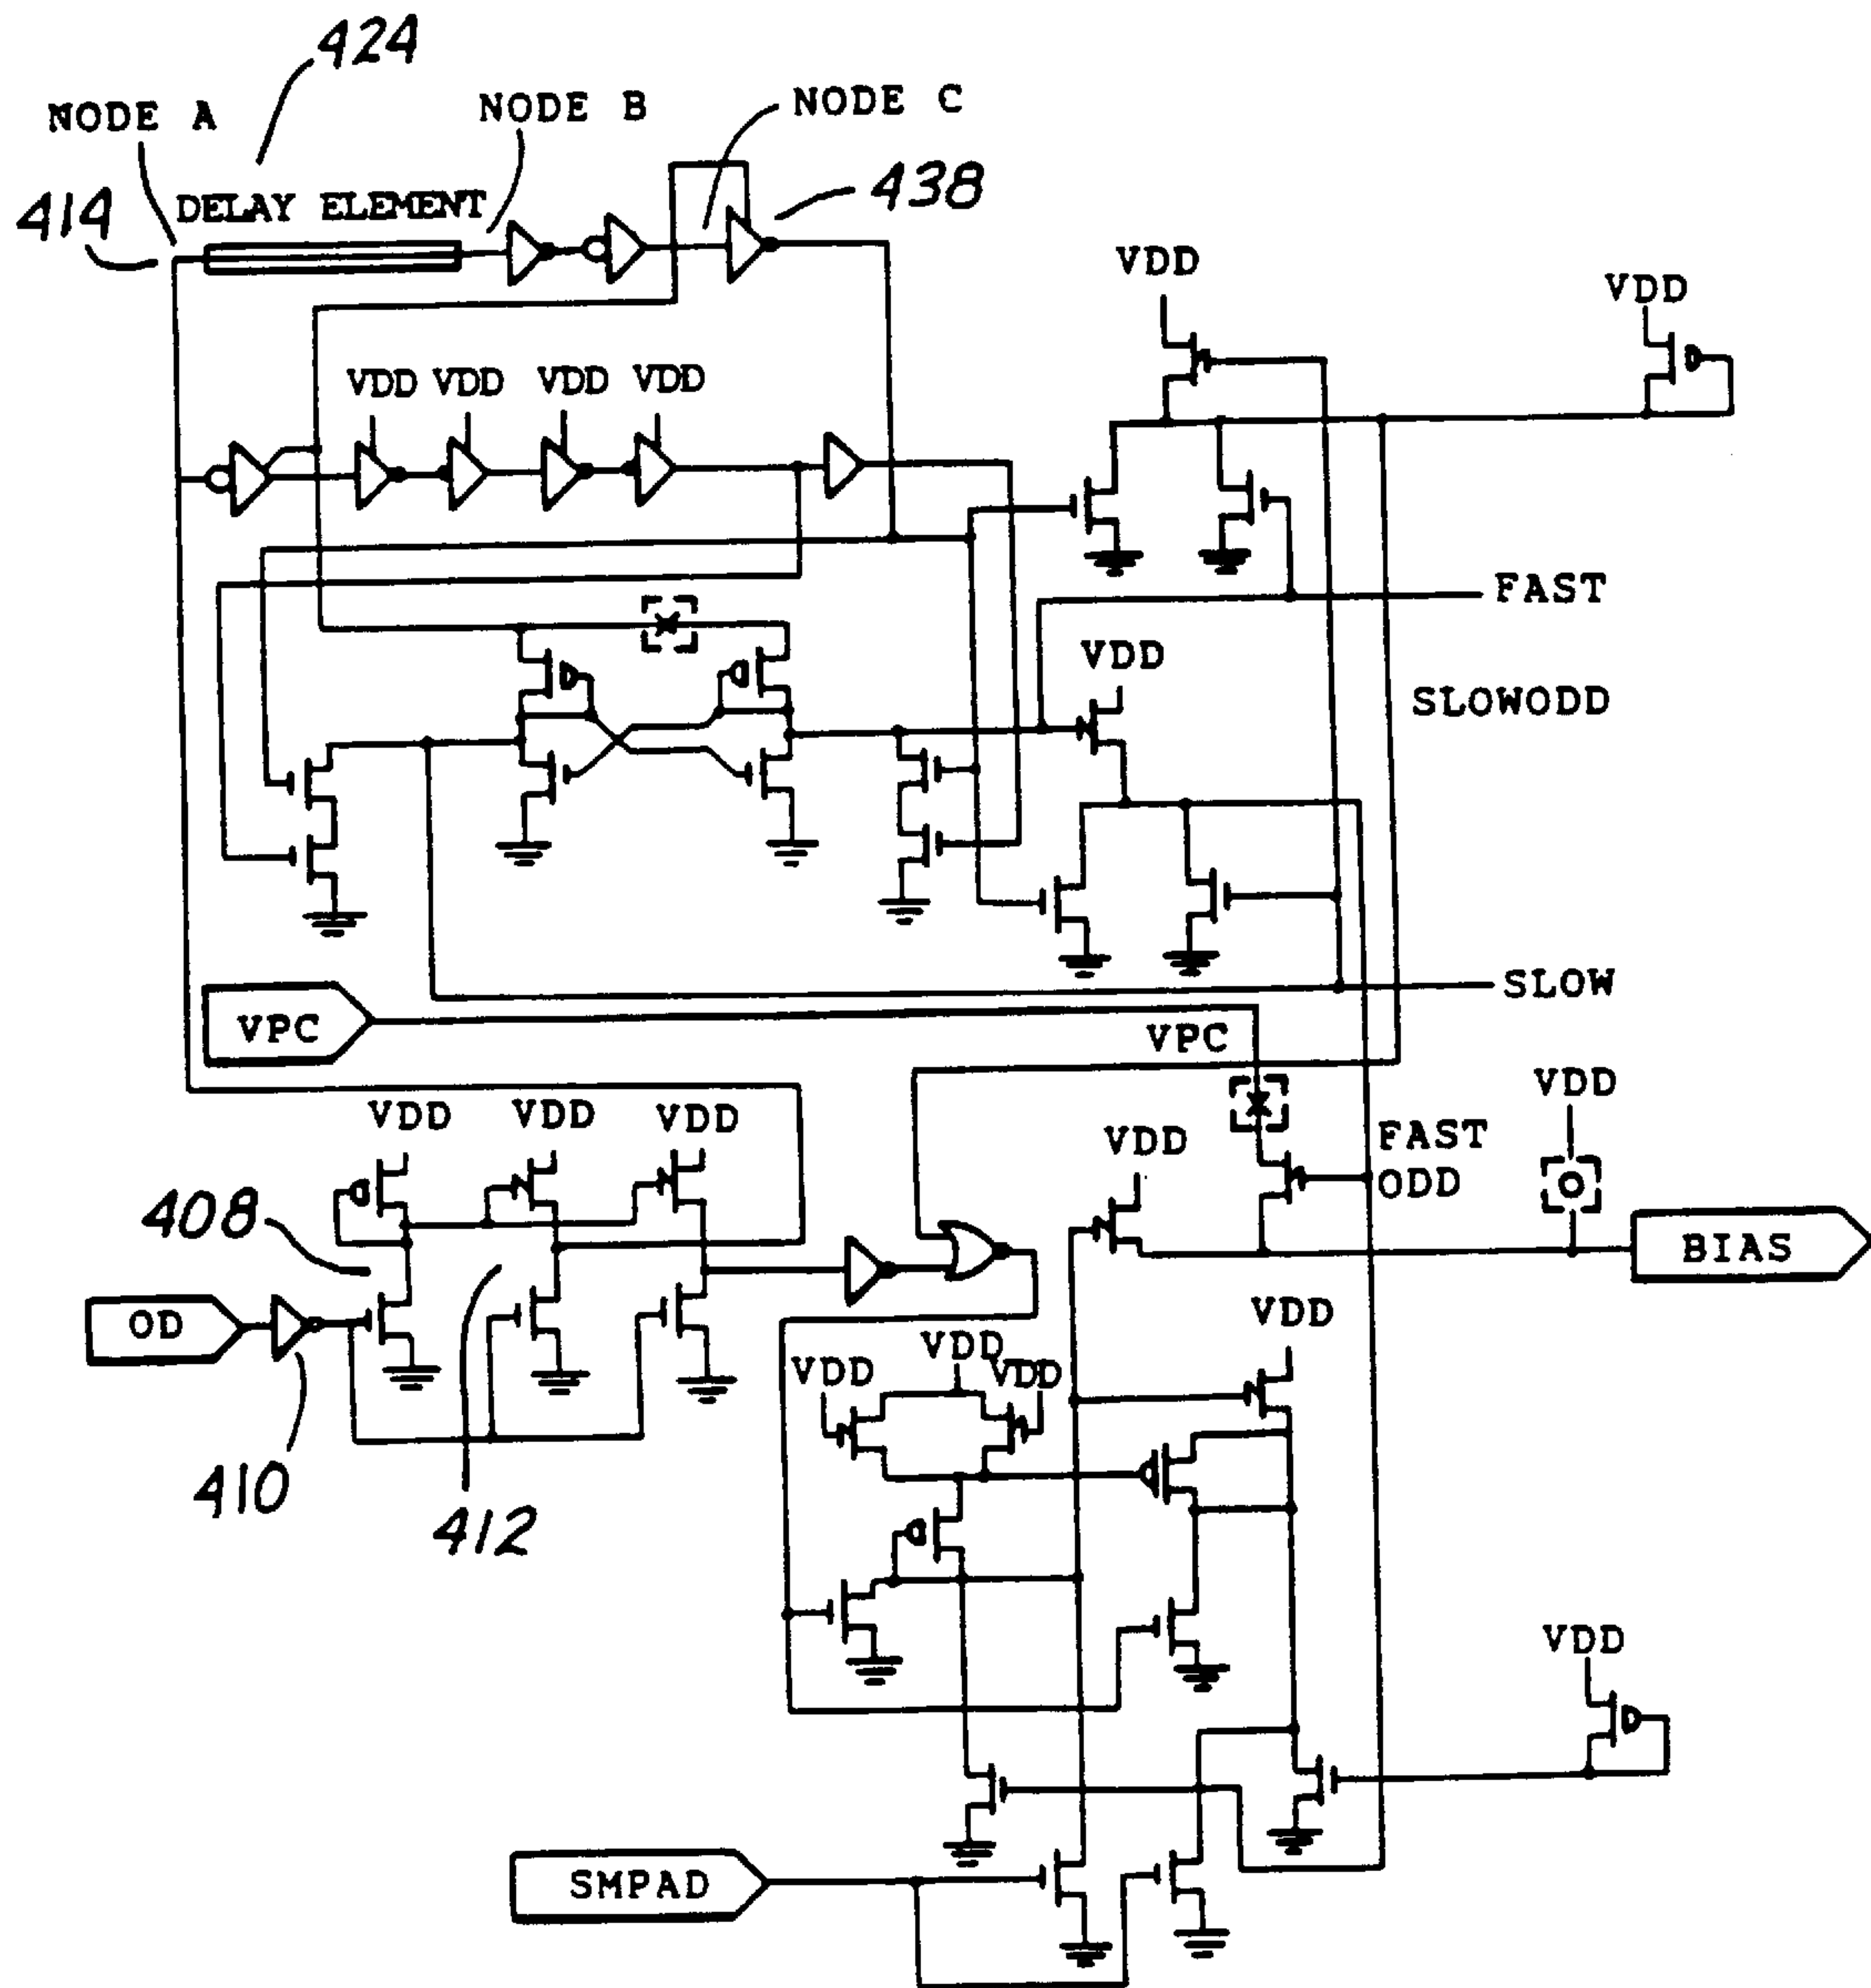 424
NODE A
NODE B
NODE C
414
DELAY ELEMENT
438
VDD
VDD
VDD VDD VDD VDD
FAST
VDD
SLOWODD
SLOW
VPC
VPC
VDD
VDD VDD VDD
VDD
FAST
ODD
408
BIAS
OD
VDD
VDD
VDD
VDD
410
412
VDD
SMPAD